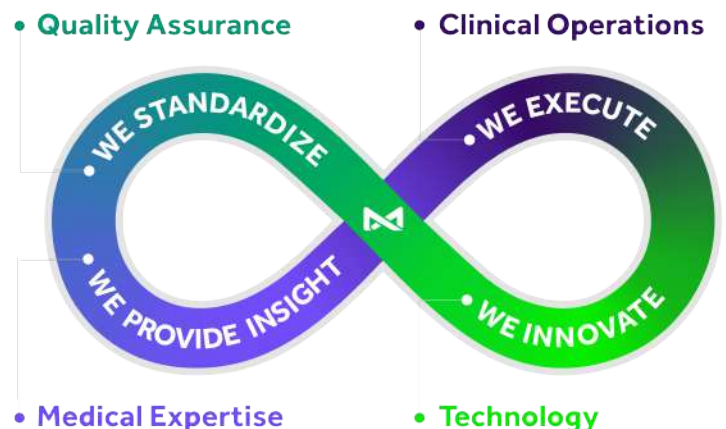 Quality Assurance
Clinical Operations
WE STANDARDIZE
WE EXECUTE
WE PROVIDE INSIGHT
WE INNOVATE
Medical Expertise
Technology